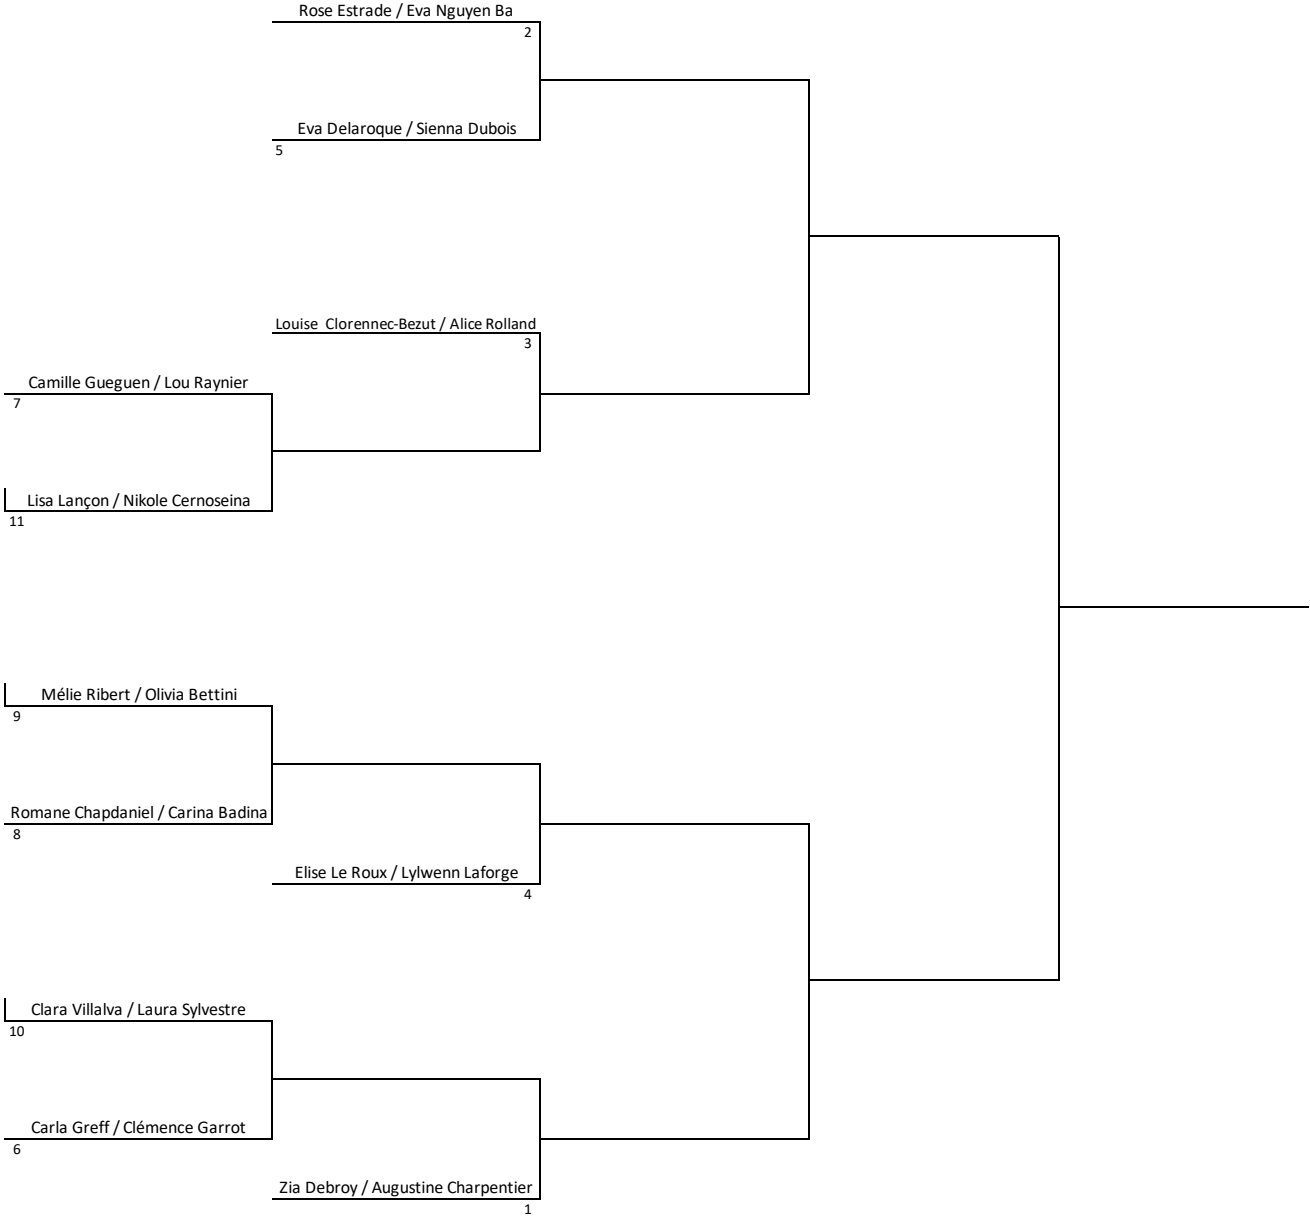 Rose Estrade / Eva Nguyen Ba
2
Eva Delaroque / Sienna Dubois
5
Louise  Clorennec-Bezut / Alice Rolland
3
Camille Gueguen / Lou Raynier
7
Lisa Lançon / Nikole Cernoseina
11
Mélie Ribert / Olivia Bettini
9
Romane Chapdaniel / Carina Badina
8
Elise Le Roux / Lylwenn Laforge
4
Clara Villalva / Laura Sylvestre
10
Carla Greff / Clémence Garrot
6
Zia Debroy / Augustine Charpentier
1